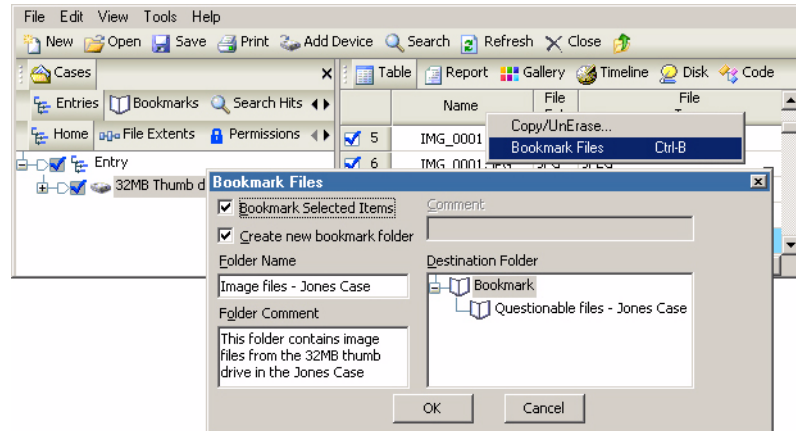 File Edit View Tools Help
New Open Save Print Add Device Search Refresh Close
Cases
Table Report Gallery Timeline Disk Code
Entries Bookmarks Search Hits
Name File File
Home File Extents Permissions
5 IMG_0001
Copy/UnErase...
Bookmark Files Ctrl-B
Entry
6 IMG_0001.JPG
32MB Thumb d
Bookmark Files
Bookmark Selected Items
Comment
Create new bookmark folder
Folder Name
Destination Folder
Image files - Jones Case
Bookmark
Questionable files - Jones Case
Folder Comment
This folder contains image
files from the 32MB thumb
drive in the Jones Case
OK Cancel